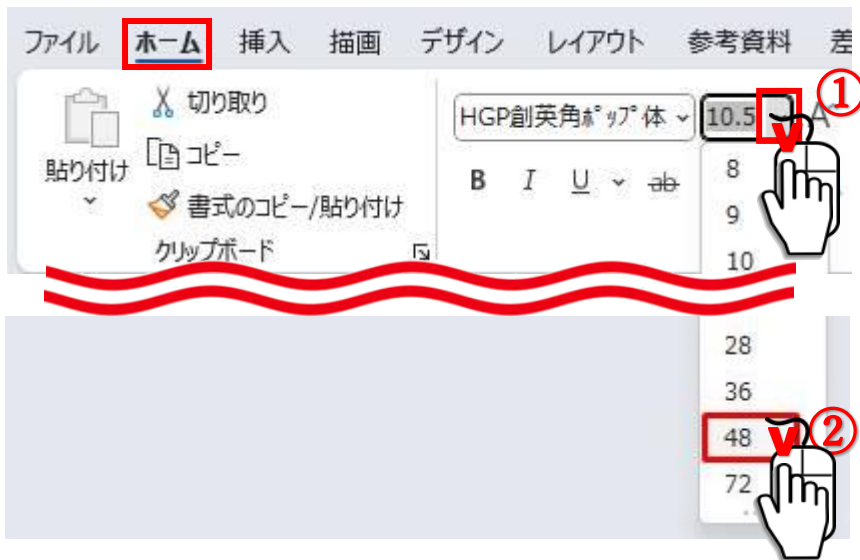 ファイル ホーム 挿入 描画 デザイン レイアウト 参考資料 差
切り取り
コピー
書式のコピー/貼り付け
貼り付け
クリップボード
HGP創英角ﾎﾟｯﾌﾟ体 10.5 A
①
B I U ab
8
9
10
28
36
48
②
72